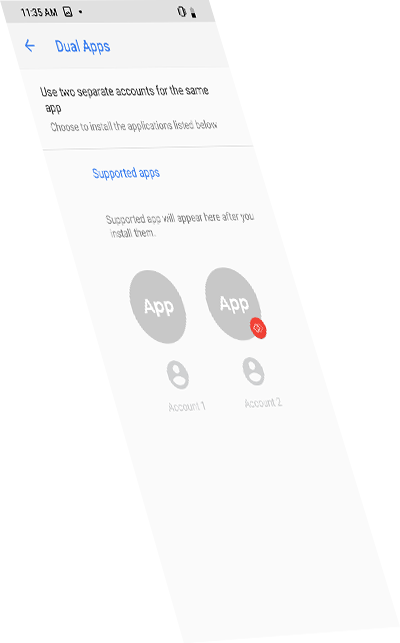 11:35 AM
Dual Apps
Use two separate accounts for the same
app
Choose to install the applications listed below
Supported apps
Supported app will appear here after you
install them.
App App
Account 1 Account 2